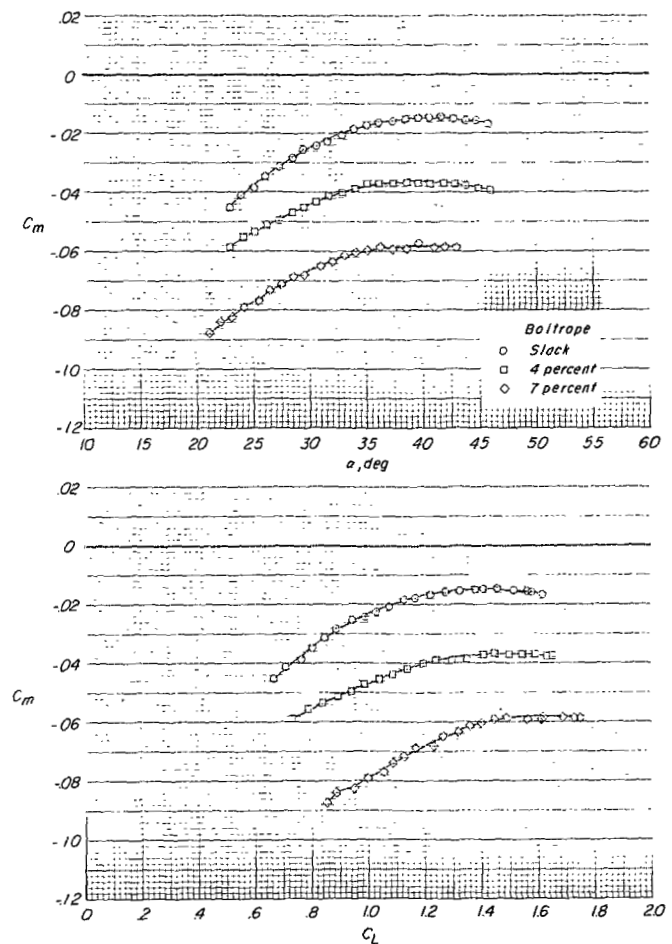 .02
0
-.02
-.04
Cm
-.06
-.08
-.10
-.12
Boltrope
Slack
4 percent
7 percent
10 15 20 25 30 35 40 45 50 55 60
α, deg
.02
0
-.02
-.04
Cm
-.06
-.08
-.10
-.12
0 .2 .4 .6 .8 1.0 1.2 1.4 1.6 1.8 2.0
CL